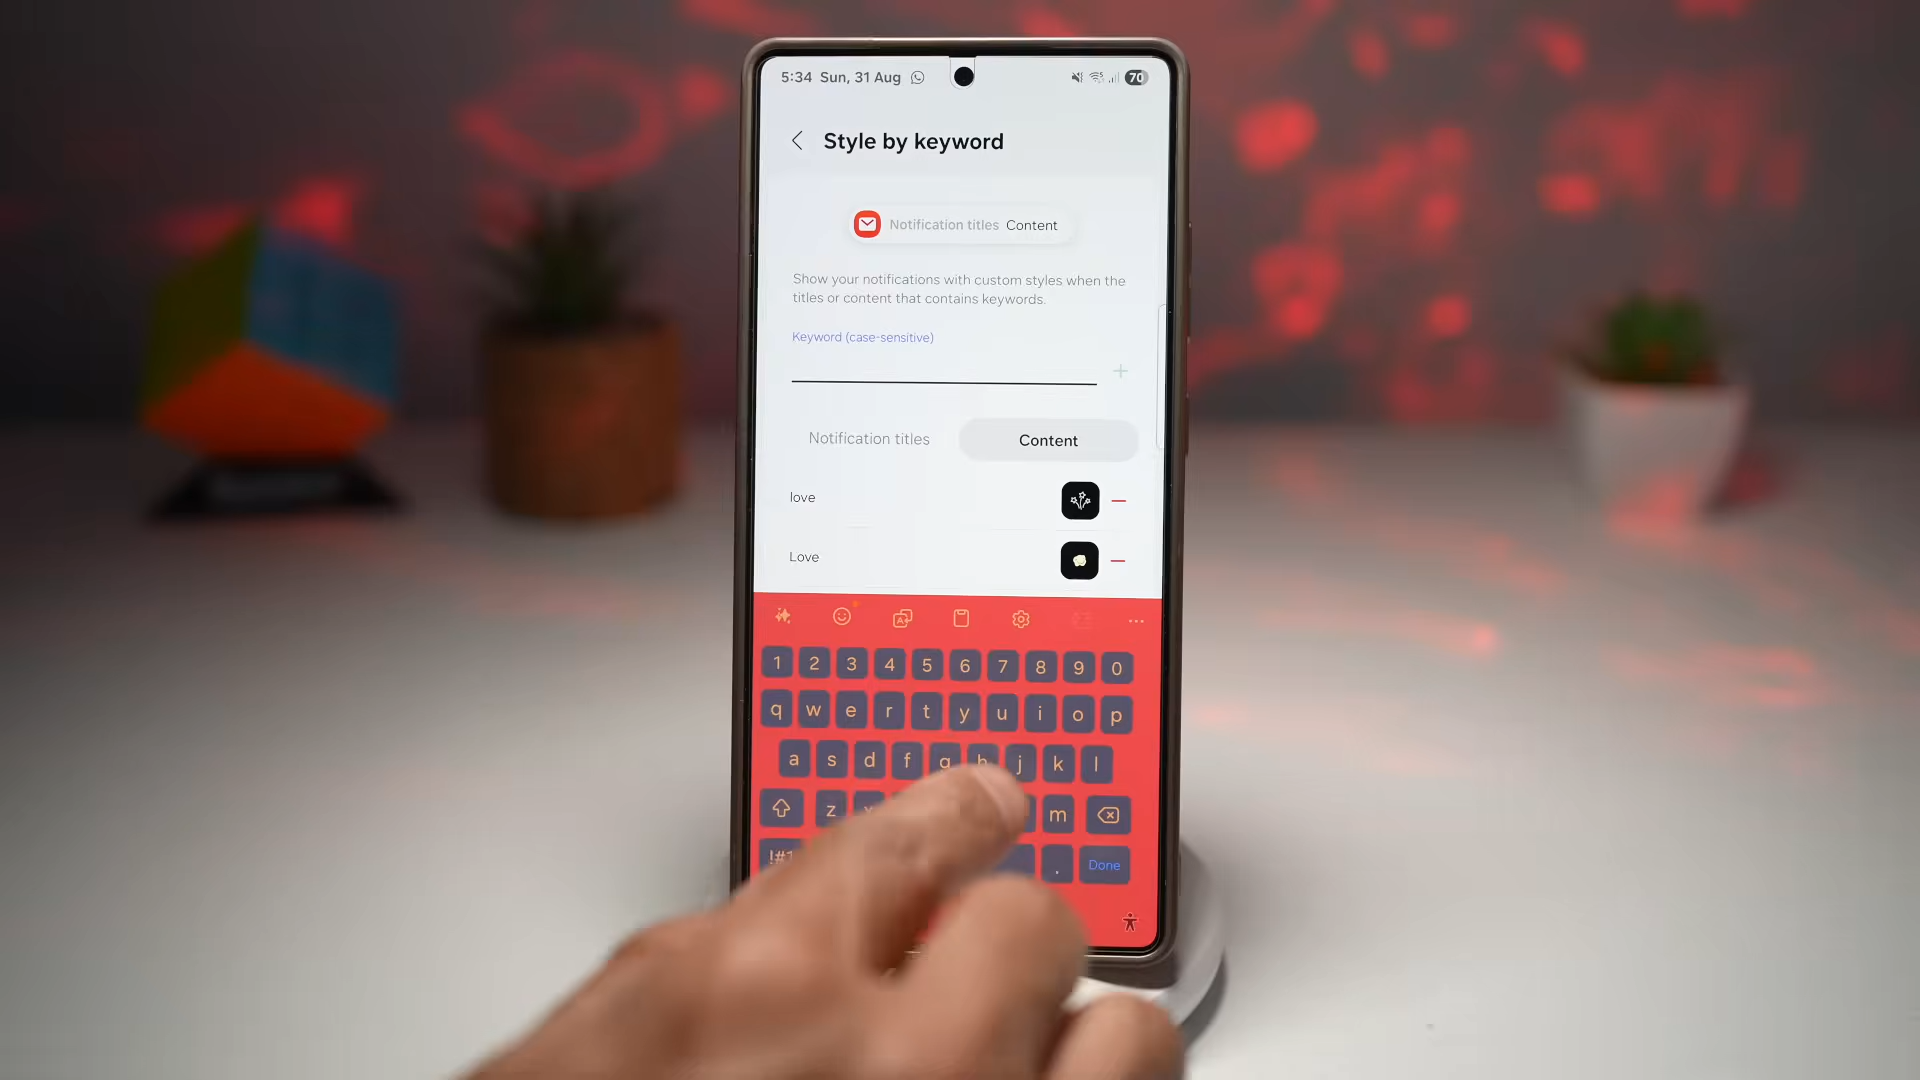 5:34 Sun, 31 Aug
70
Style by keyword
Notification titles Content
Show your notifications with custom styles when the
titles or content that contains keywords.
Keyword (case-sensitive)
+
Notification titles Content
love
Love
1 2 3 4 5 6 7 8 9 0
q w e r t y u i o p
a s d f g h j k l
z m
!#1 . Done